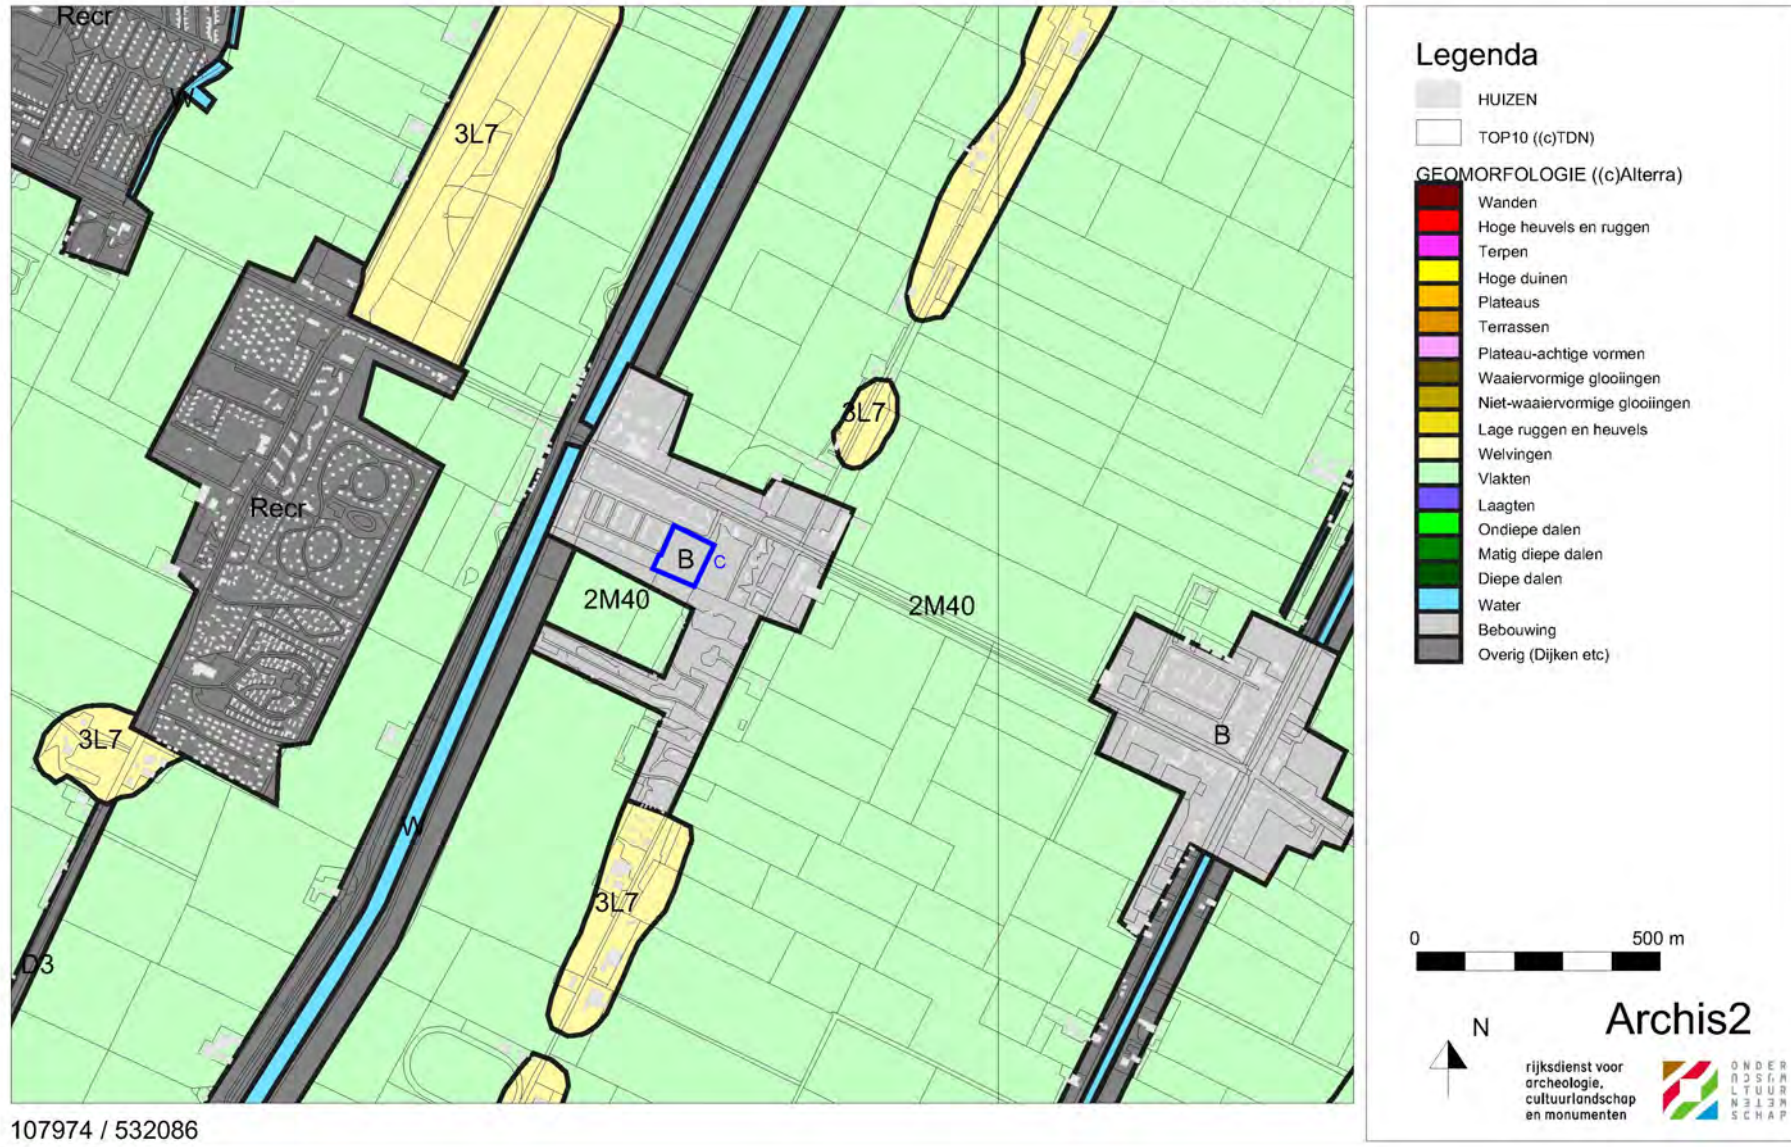 Recr
W
3L7
3L7
Recr
B
C
2M40
2M40
B
3L7
W
3L7
D3
107974 / 532086
Legenda
HUIZEN
TOP10 ((c)TDN)
GEOMORFOLOGIE ((c)Alterra)
Wanden
Hoge heuvels en ruggen
Terpen
Hoge duinen
Plateaus
Terrassen
Plateau-achtige vormen
Waaiervormige glooiingen
Niet-waaiervormige glooiingen
Lage ruggen en heuvels
Welvingen
Vlakten
Laagten
Ondiepe dalen
Matig diepe dalen
Diepe dalen
Water
Bebouwing
Overig (Dijken etc)
0 500 m
N
Archis2
rijksdienst voor
archeologie,
cultuurlandschap
en monumenten